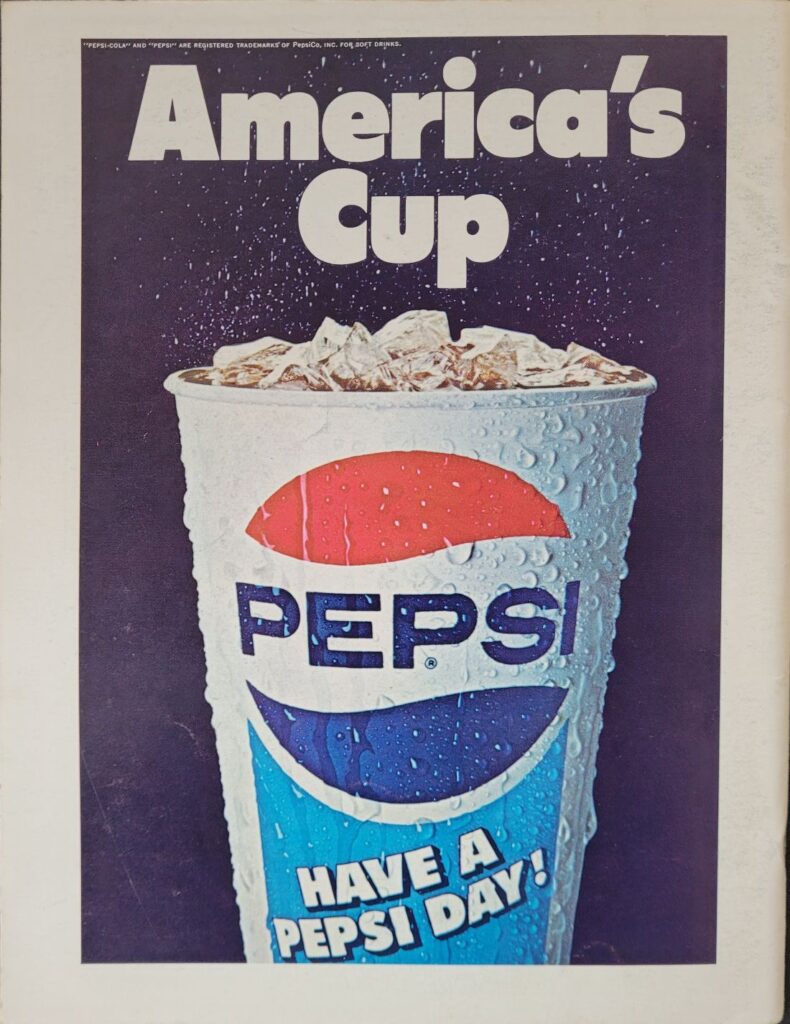 "PEPSI-COLA" AND "PEPSI" ARE REGISTERED TRADEMARKS OF PepsiCo, INC. FOR SOFT DRINKS.
America's
Cup
PEPSI
®
HAVE A
PEPSI DAY!